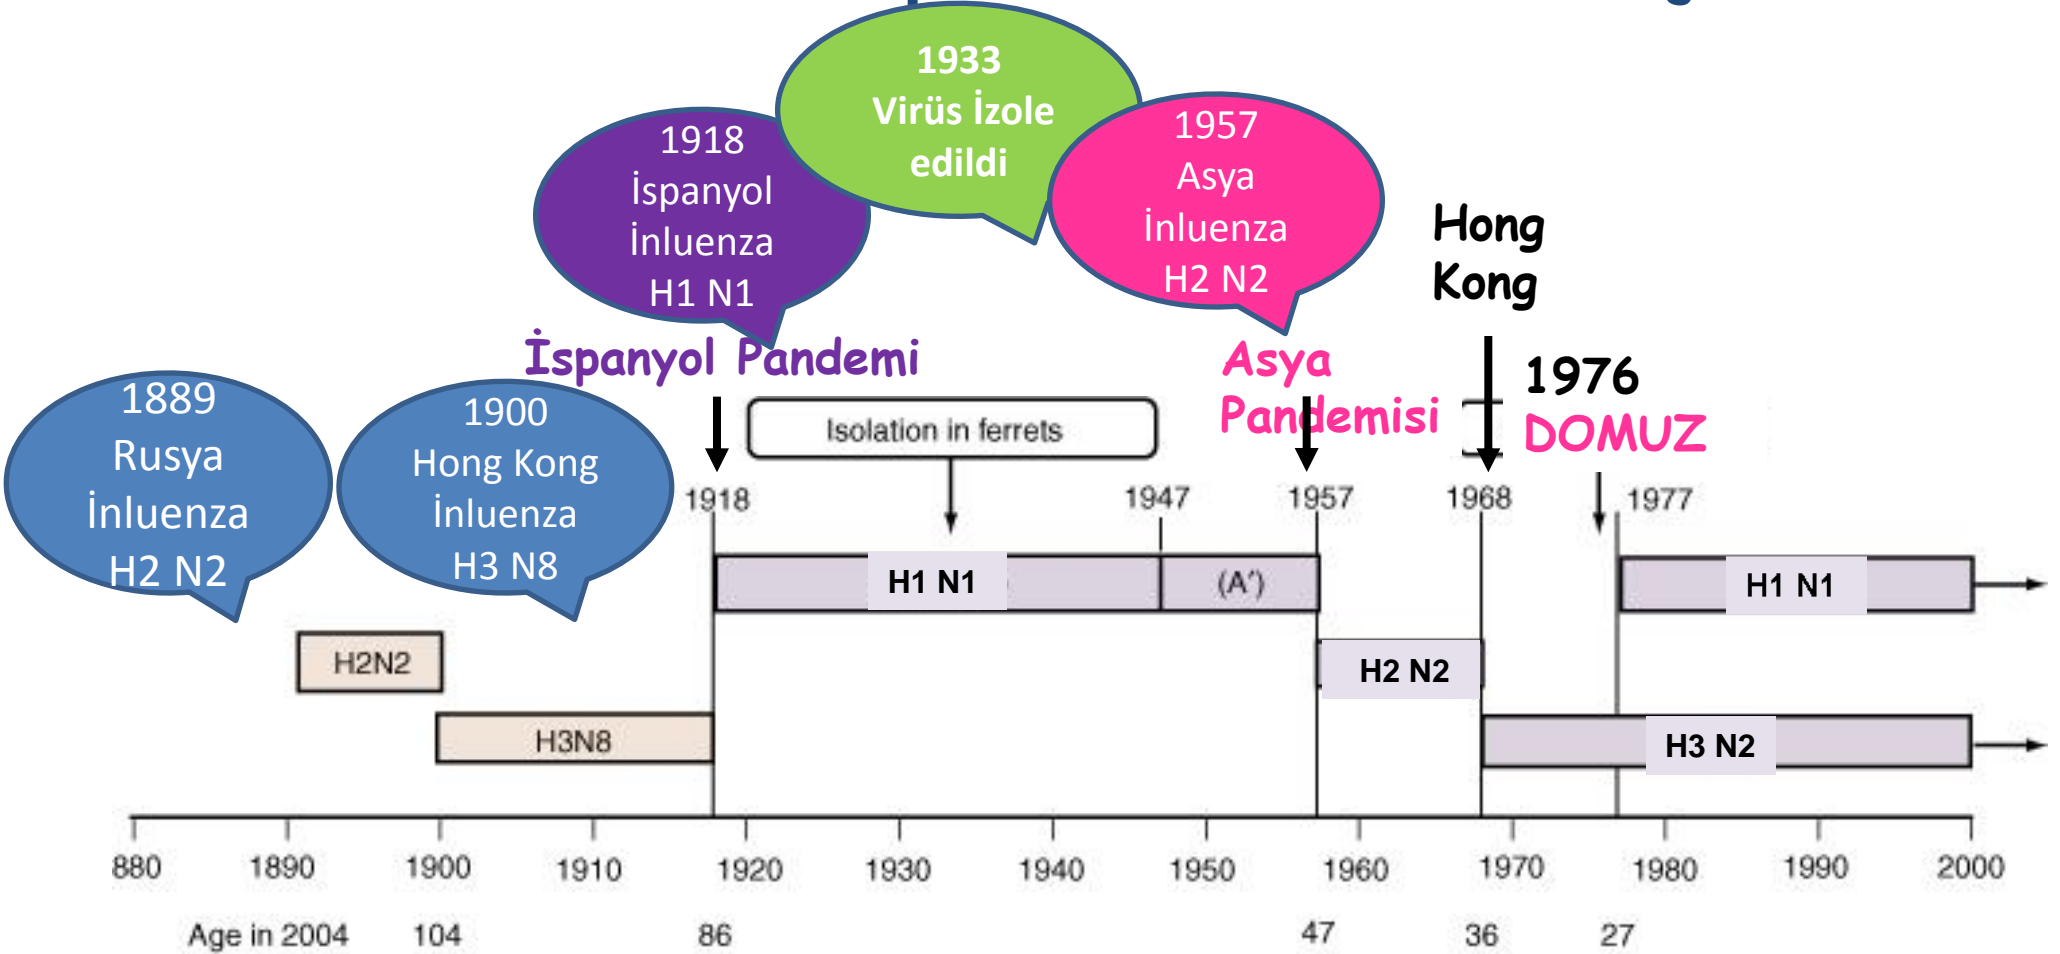 1933
Virüs İzole
edildi
1918
İspanyol
İnluenza
H1 N1
1957
Asya
İnluenza
H2 N2
Hong
Kong
İspanyol Pandemi
Asya
Pandemisi
1976
DOMUZ
1889
Rusya
İnluenza
H2 N2
1900
Hong Kong
İnluenza
H3 N8
Isolation in ferrets
1918
1947
1957
1968
1977
H1 N1
(A′)
H1 N1
H2N2
H2 N2
H3N8
H3 N2
880 1890 1900 1910 1920 1930 1940 1950 1960 1970 1980 1990 2000
Age in 2004 104 86 47 36 27